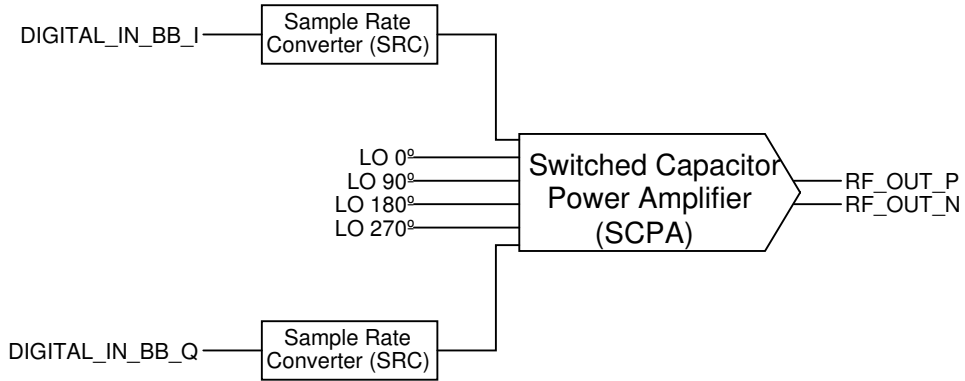 DIGITAL_IN_BB_I
Sample Rate
Converter (SRC)
LO 0º
LO 90º
LO 180º
LO 270º
Switched Capacitor
Power Amplifier
(SCPA)
RF_OUT_P
RF_OUT_N
DIGITAL_IN_BB_Q
Sample Rate
Converter (SRC)